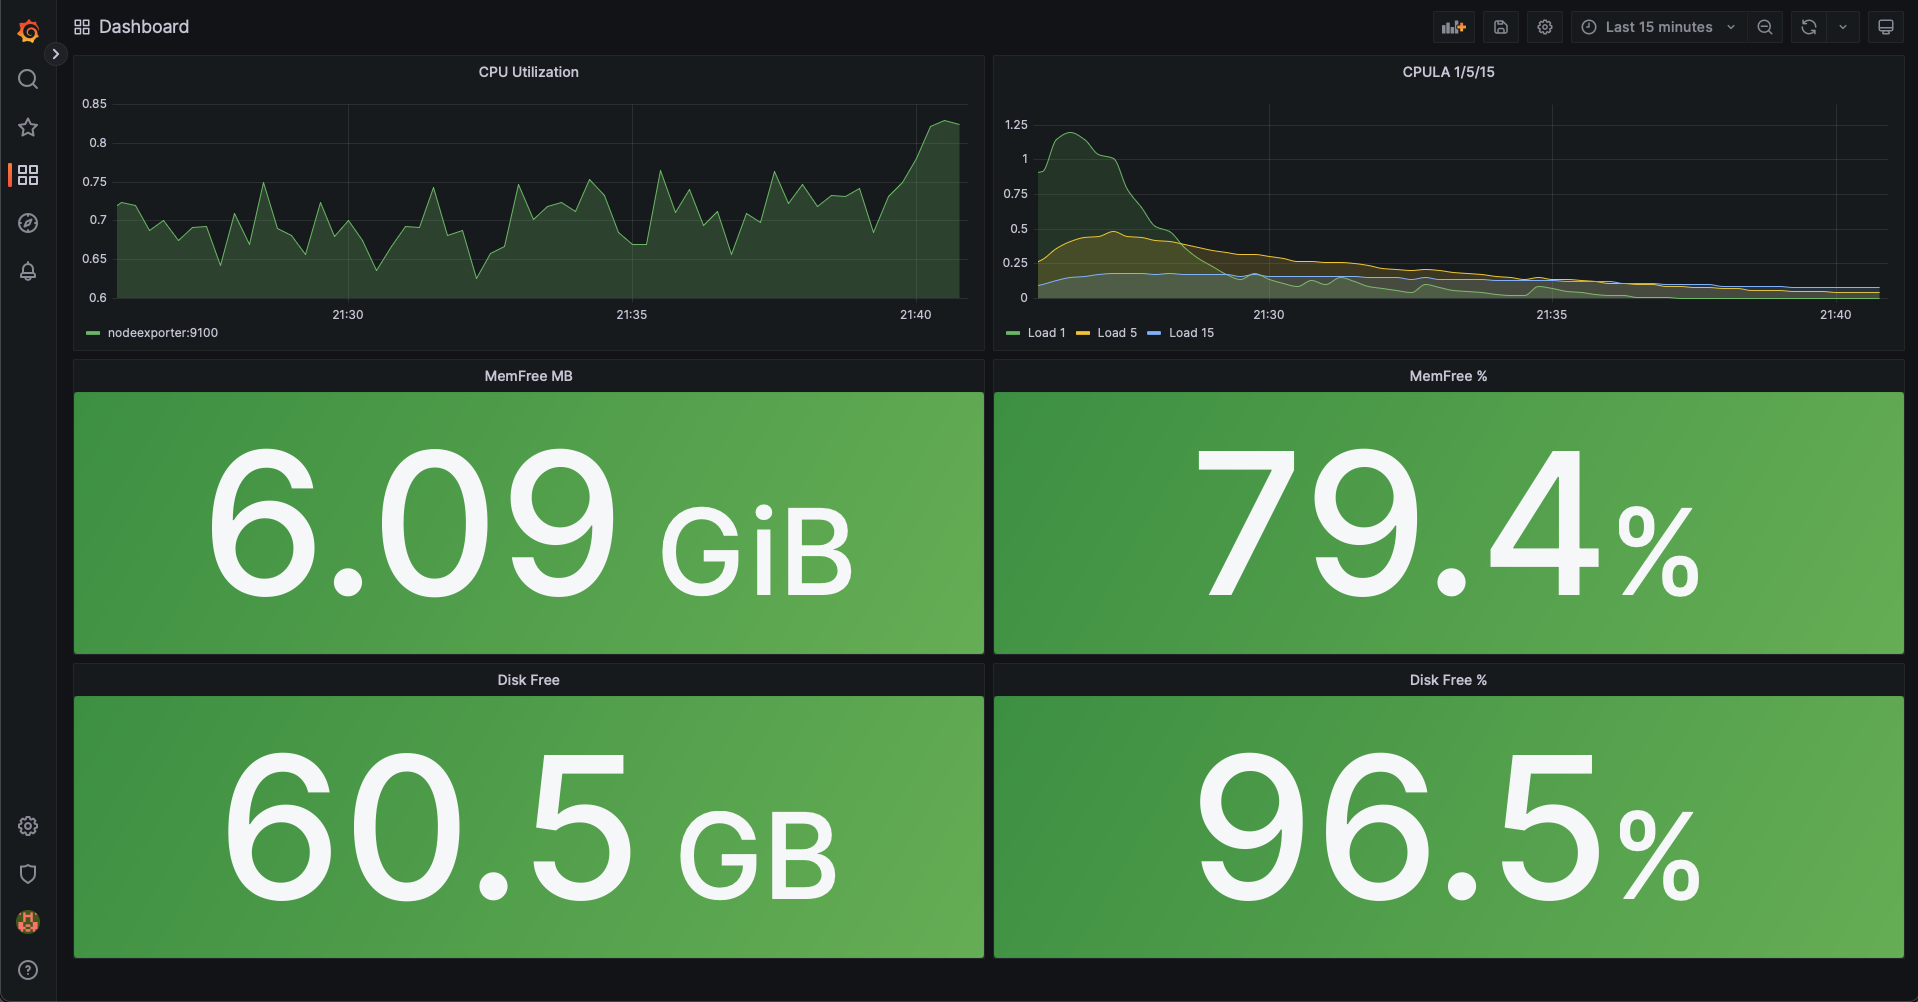 Dashboard
Last 15 minutes
CPU Utilization
0.85
0.8
0.75
0.7
0.65
0.6
21:30
21:35
21:40
nodeexporter:9100
CPULA 1/5/15
1.25
1
0.75
0.5
0.25
0
21:30
21:35
21:40
Load 1 Load 5 Load 15
MemFree MB
6.09 GiB
MemFree %
79.4%
Disk Free
60.5 GB
Disk Free %
96.5%